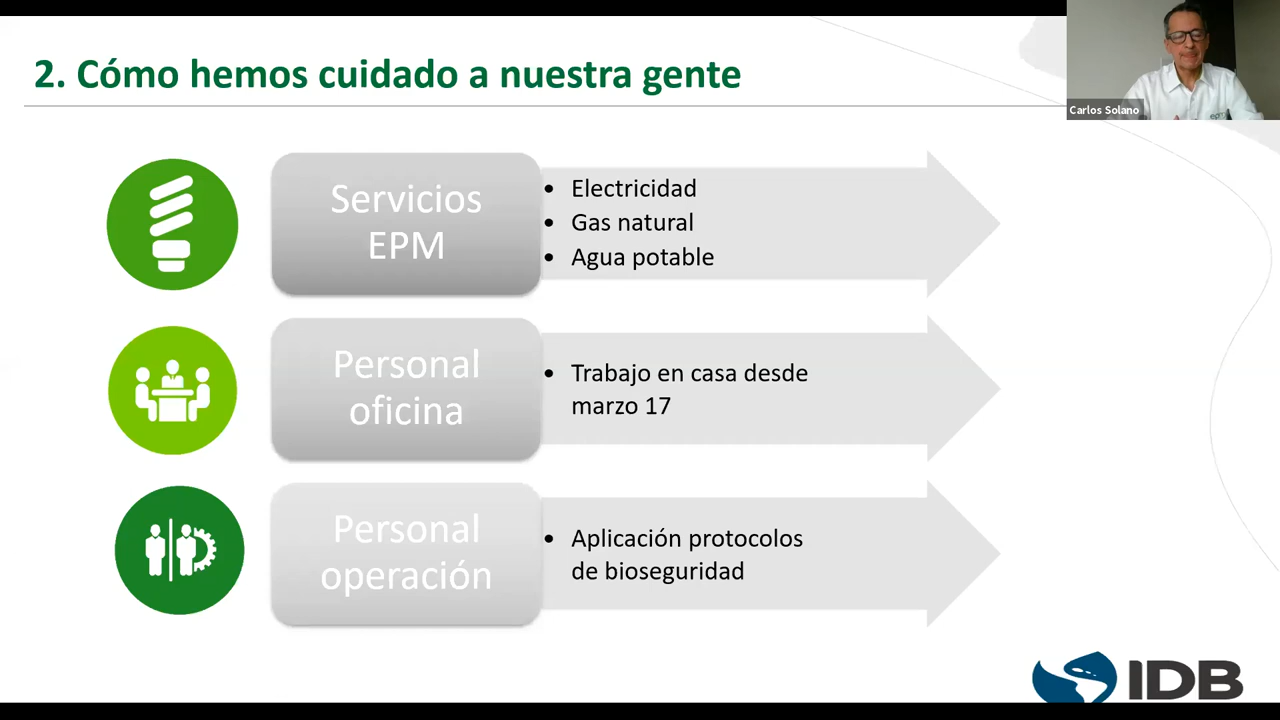 2. Cómo hemos cuidado a nuestra gente
Carlos Solano
Servicios
EPM
• Electricidad
• Gas natural
• Agua potable
Personal
oficina
• Trabajo en casa desde
marzo 17
Personal
operación
• Aplicación protocolos
de bioseguridad
IDB